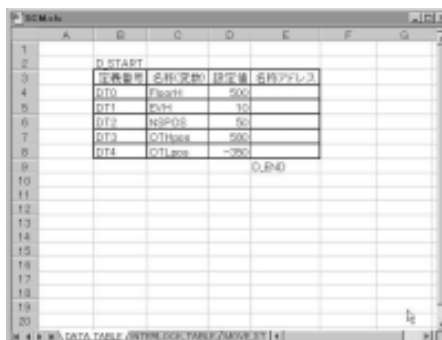 A B C D E F G
1
2 D_START
3 定義番号 名称(変数) 設定値 名称アドレス
4 DT0 FloorH 500
5 DT1 EVH 10
6 DT2 NSPOS 50
7 DT3 OTHpos 580
8 DT4 OTLpos -350
9 D_END
10
11
12
13
14
15
16
17
18
19
20
DATA TABLE / INTERLOCK TABLE / MOVE ST